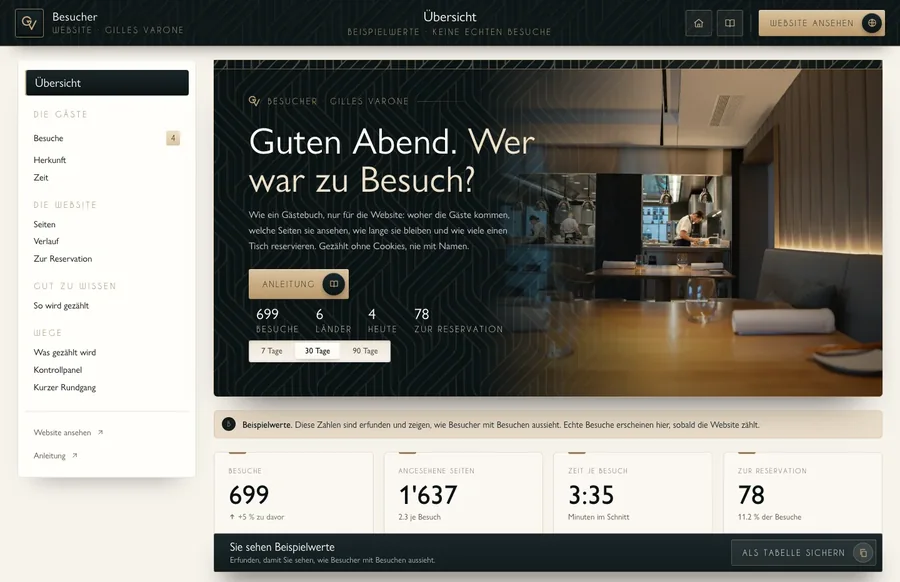 Besucher
WEBSITE · GILLES VARONE
Übersicht
BEISPIELWERTE · KEINE ECHTEN BESUCHE
WEBSITE ANSEHEN
Übersicht
DIE GÄSTE
Besuche 4
Herkunft
Zeit
DIE WEBSITE
Seiten
Verlauf
Zur Reservation
GUT ZU WISSEN
So wird gezählt
WEGE
Was gezählt wird
Kontrollpanel
Kurzer Rundgang
Website ansehen ↗
Anleitung ↗
BESUCHER · GILLES VARONE
Guten Abend. Wer
war zu Besuch?
Wie ein Gästebuch, nur für die Website: woher die Gäste kommen,
welche Seiten sie ansehen, wie lange sie bleiben und wie viele einen
Tisch reservieren. Gezählt ohne Cookies, nie mit Namen.
ANLEITUNG
699 6 4 78
BESUCHE LÄNDER HEUTE ZUR RESERVATION
7 Tage 30 Tage 90 Tage
Beispielwerte. Diese Zahlen sind erfunden und zeigen, wie Besucher mit Besuchen aussieht. Echte Besuche erscheinen hier, sobald die Website zählt.
BESUCHE
699
↑ +5 % zu davor
ANGESEHENE SEITEN
1'637
2.3 je Besuch
ZEIT JE BESUCH
3:35
Minuten im Schnitt
ZUR RESERVATION
78
11.2 % der Besuche
Sie sehen Beispielwerte
Erfunden, damit Sie sehen, wie Besucher mit Besuchen aussieht.
ALS TABELLE SICHERN